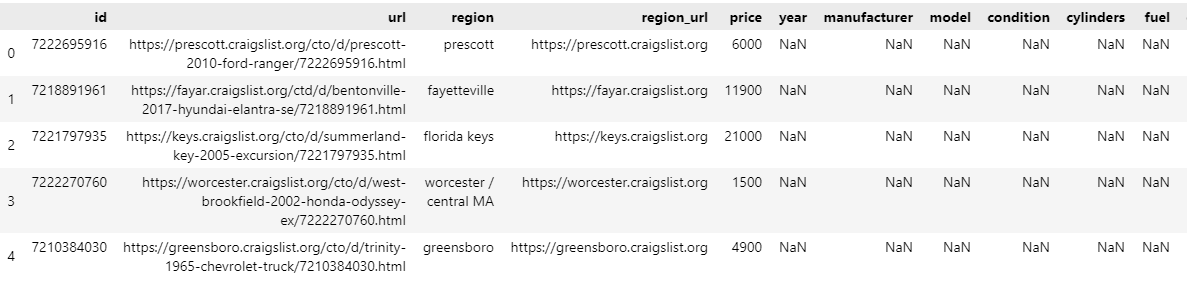 id url region region_url price year manufacturer model condition cylinders fuel
0 7222695916 https://prescott.craigslist.org/cto/d/prescott- prescott https://prescott.craigslist.org 6000 NaN NaN NaN NaN NaN NaN
2010-ford-ranger/7222695916.html
1 7218891961 https://fayar.craigslist.org/ctd/d/bentonville- fayetteville https://fayar.craigslist.org 11900 NaN NaN NaN NaN NaN NaN
2017-hyundai-elantra-se/7218891961.html
2 7221797935 https://keys.craigslist.org/cto/d/summerland- florida keys https://keys.craigslist.org 21000 NaN NaN NaN NaN NaN NaN
key-2005-excursion/7221797935.html
3 7222270760 https://worcester.craigslist.org/cto/d/west- worcester / https://worcester.craigslist.org 1500 NaN NaN NaN NaN NaN NaN
brookfield-2002-honda-odyssey- central MA
ex/7222270760.html
4 7210384030 https://greensboro.craigslist.org/cto/d/trinity- greensboro https://greensboro.craigslist.org 4900 NaN NaN NaN NaN NaN NaN
1965-chevrolet-truck/7210384030.html